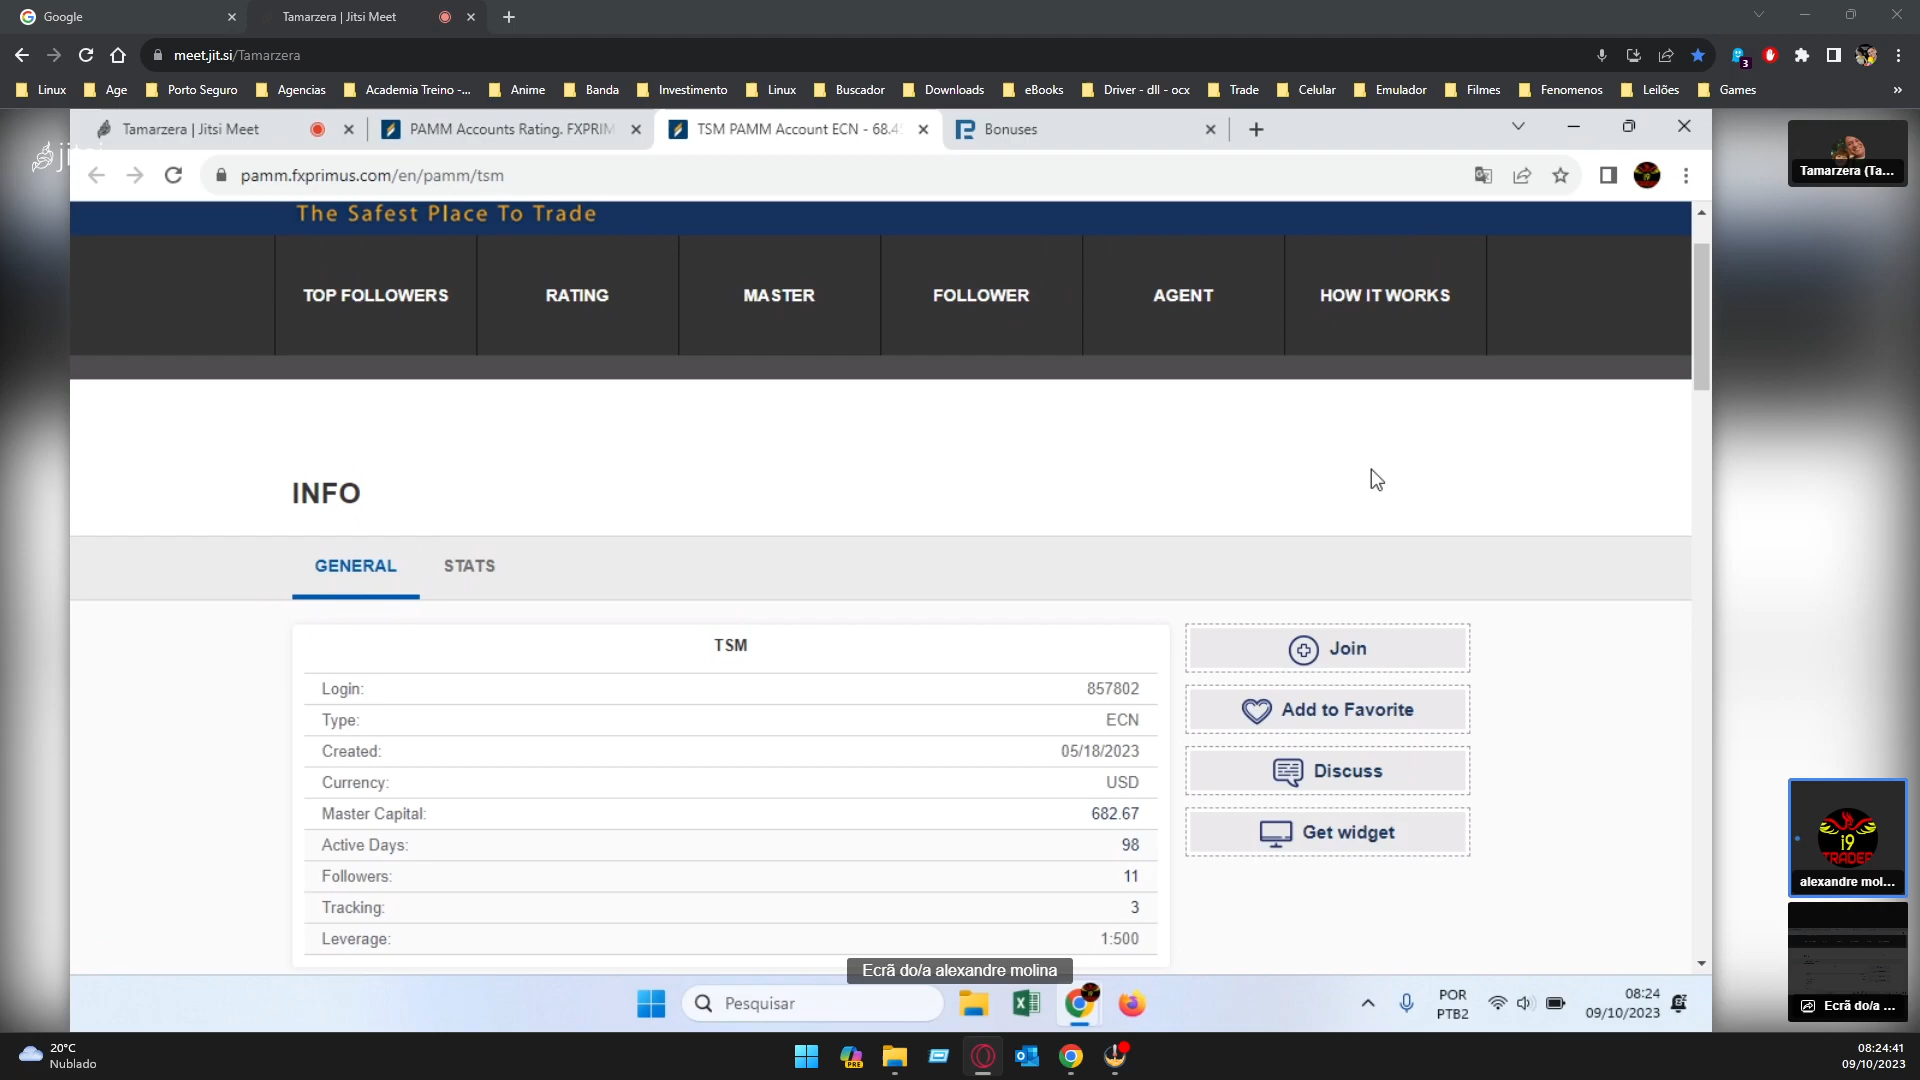 Google
Tamarzera | Jitsi Meet
meet.jit.si/Tamarzera
3
Linux
Age
Porto Seguro
Agencias
Academia Treino -...
Anime
Banda
Investimento
Linux
Buscador
Downloads
eBooks
Driver - dll - ocx
Trade
Celular
Emulador
Filmes
Fenomenos
Leilões
Games
»
Tamarzera | Jitsi Meet
PAMM Accounts Rating. FXPRIM
TSM PAMM Account ECN - 68.4
Bonuses
jitsi
pamm.fxprimus.com/en/pamm/tsm
Tamarzera (Ta...
The Safest Place To Trade
TOP FOLLOWERS
RATING
MASTER
FOLLOWER
AGENT
HOW IT WORKS
INFO
GENERAL
STATS
TSM
Login: 857802
Type: ECN
Created: 05/18/2023
Currency: USD
Master Capital: 682.67
Active Days: 98
Followers: 11
Tracking: 3
Leverage: 1:500
Join
Add to Favorite
Discuss
Get widget
i9
TRADER
alexandre mol...
Ecrã do/a ...
Ecrã do/a alexandre molina
Pesquisar
POR
PTB2
08:24
09/10/2023
20°C
Nublado
PRE
08:24:41
09/10/2023